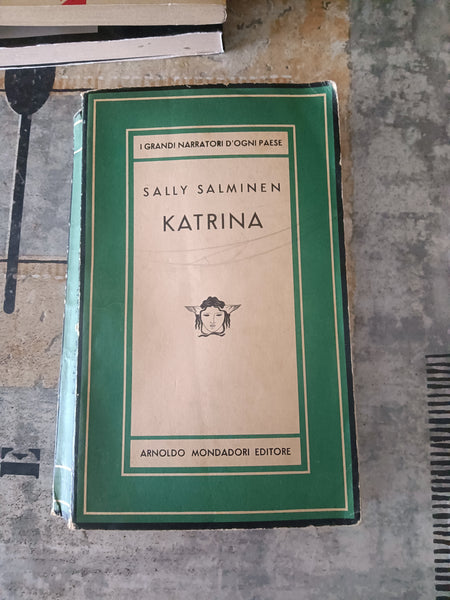 I GRANDI NARRATORI D'OGNI PAESE
SALLY SALMINEN
KATRINA
ARNOLDO MONDADORI EDITORE